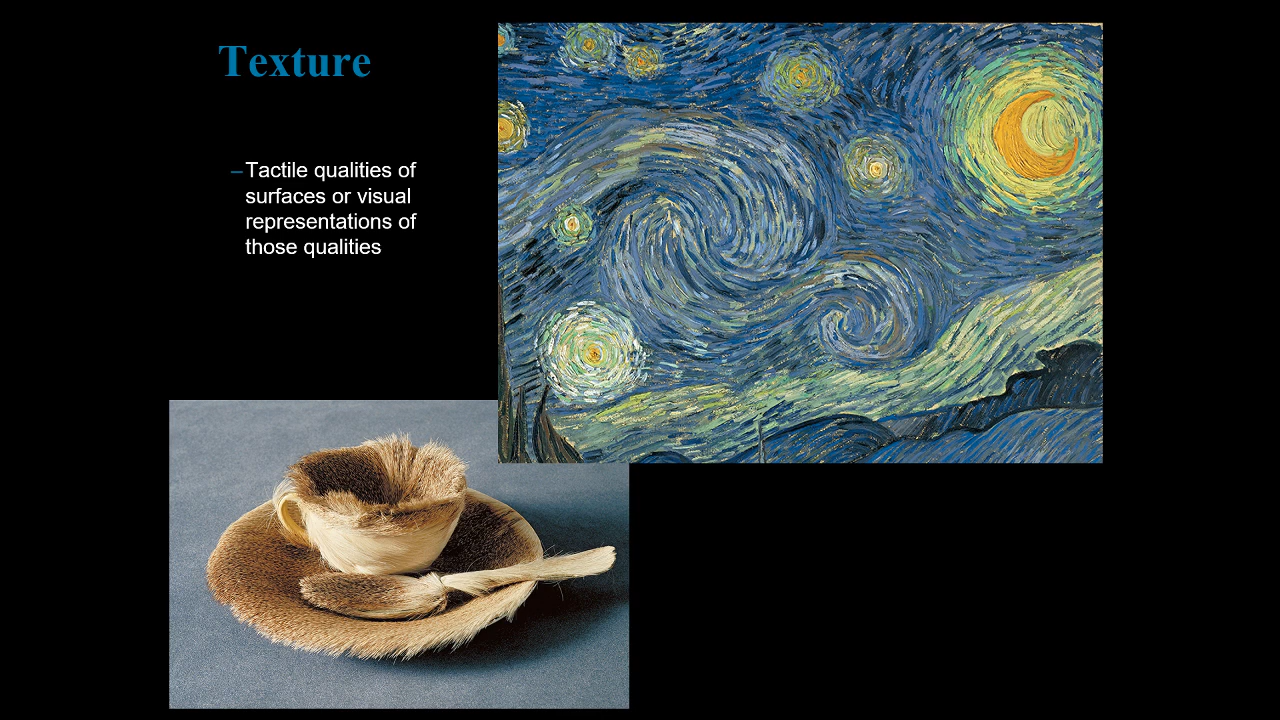 Texture
–Tactile qualities of
surfaces or visual
representations of
those qualities